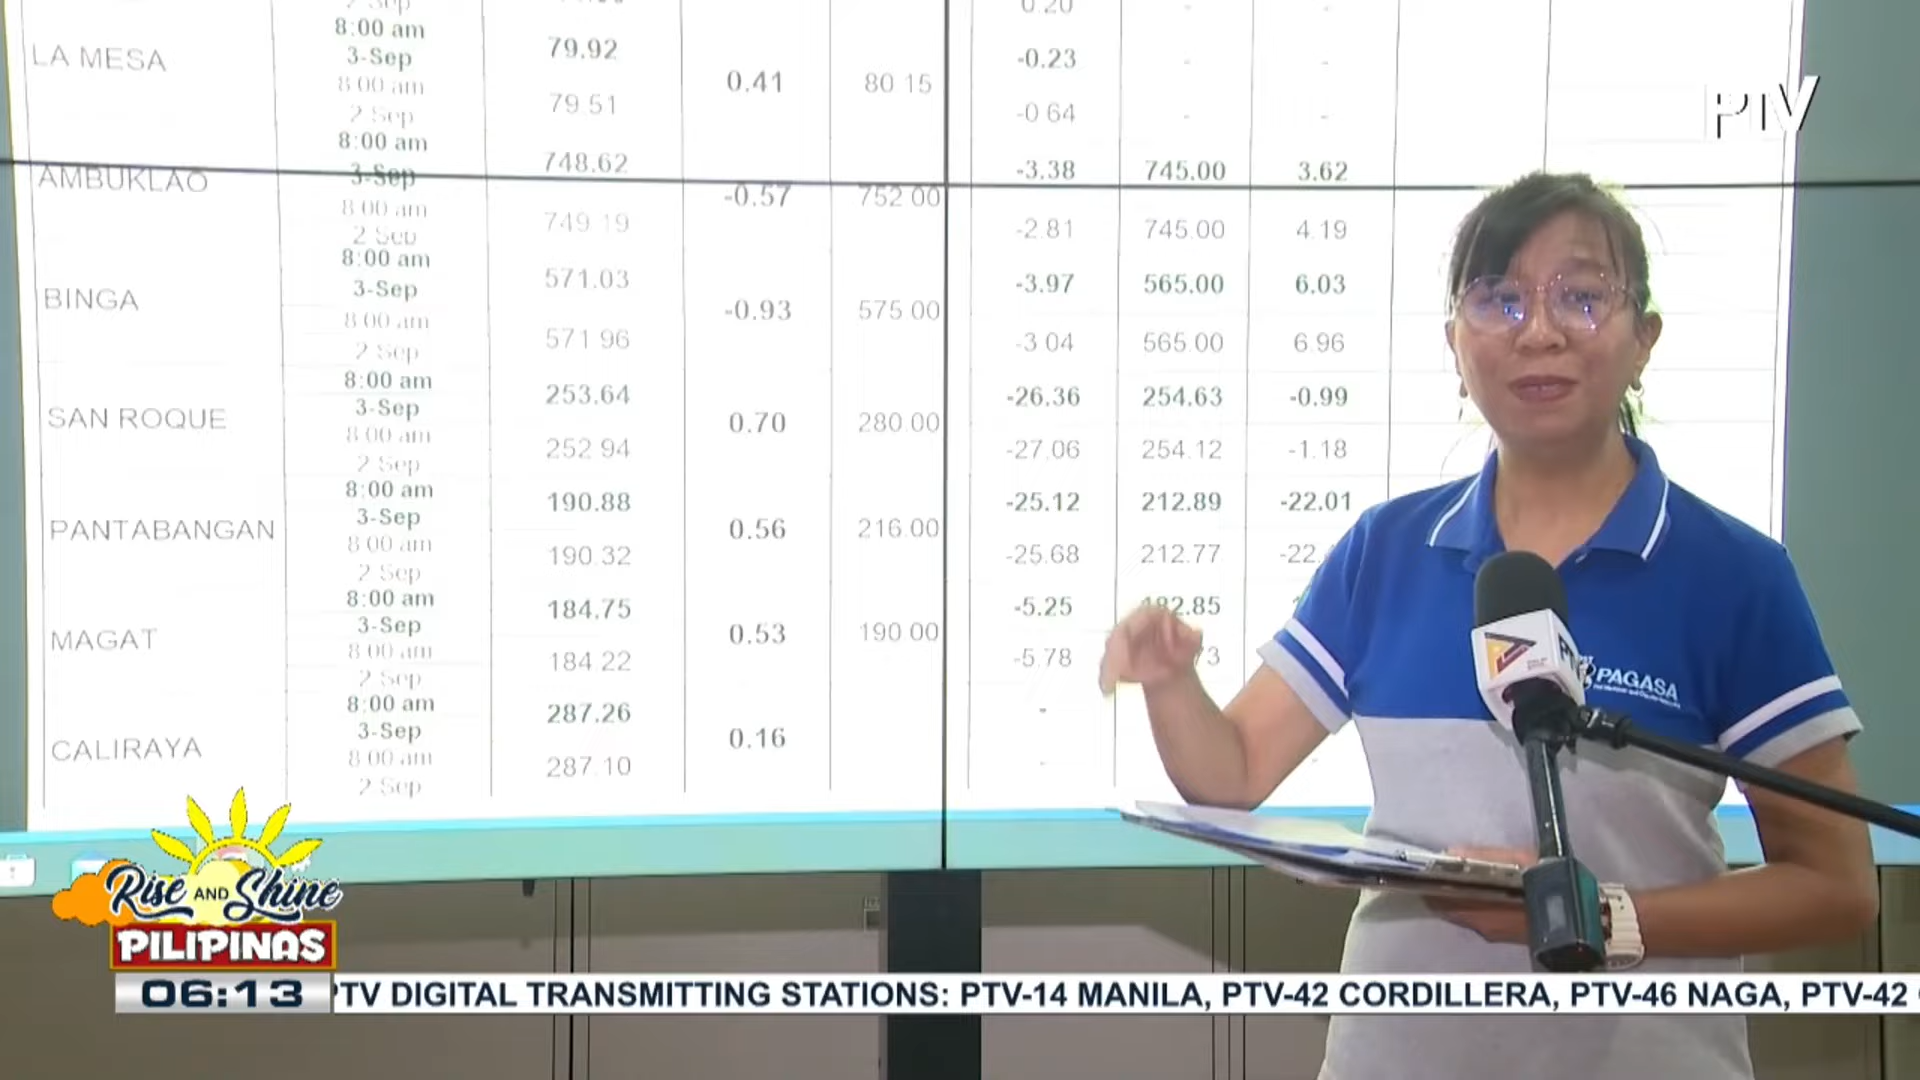 2 Sep
0.20
8:00 am
79.92
-0.23
-
-
LA MESA
3-Sep
0.41
80 15
8:00 am
79 51
-0 64
-
-
2 Sep
PTV
8:00 am
748.62
-3.38
745.00
3.62
AMBUKLAO
3-Sep
-0.57
752 00
8:00 am
749 19
-2.81
745.00
4.19
2 Sep
8:00 am
571.03
-3.97
565.00
6.03
BINGA
3-Sep
-0.93
575 00
8:00 am
571 96
-3 04
565.00
6.96
2 Sep
8:00 am
253.64
-26.36
254.63
-0.99
SAN ROQUE
3-Sep
0.70
280.00
8:00 am
252 94
-27.06
254.12
-1.18
2 Sep
8:00 am
190.88
-25.12
212.89
-22.01
PANTABANGAN
3-Sep
0.56
216.00
8:00 am
190.32
-25.68
212.77
-22.
2 Sep
8:00 am
184.75
-5.25
182.85
MAGAT
3-Sep
0.53
190 00
8:00 am
184 22
-5.78
2 Sep
8:00 am
287.26
-
CALIRAYA
3-Sep
0.16
8:00 am
287.10
-
2 Sep
PAGASA
Rise AND Shine
PILIPINAS
06:13
PTV DIGITAL TRANSMITTING STATIONS: PTV-14 MANILA, PTV-42 CORDILLERA, PTV-46 NAGA, PTV-42